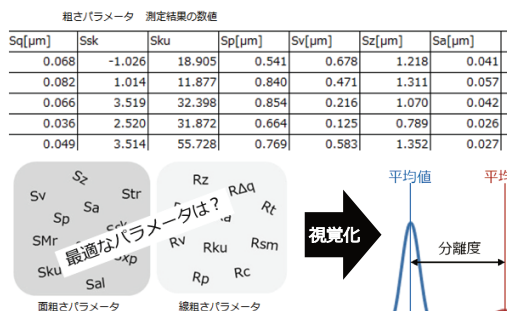 粗さパラメータ 測定結果の数値
Sq[μm] Ssk Sku Sp[μm] Sv[μm] Sz[μm] Sa[μm]
0.068 -1.026 18.905 0.541 0.678 1.218 0.041
0.082 1.014 11.877 0.840 0.471 1.311 0.057
0.066 3.519 32.398 0.854 0.216 1.070 0.042
0.036 2.520 31.872 0.664 0.125 0.789 0.026
0.049 3.514 55.728 0.769 0.583 1.352 0.027
Sz
Sv
Str
Sa
Sp
SMr
Sku
Sal
最適なパラメータは？
Rz
RΔq
Rt
Rv
Rku
Rsm
Rp
Rc
面粗さパラメータ
線粗さパラメータ
視覚化
平均値
分離度